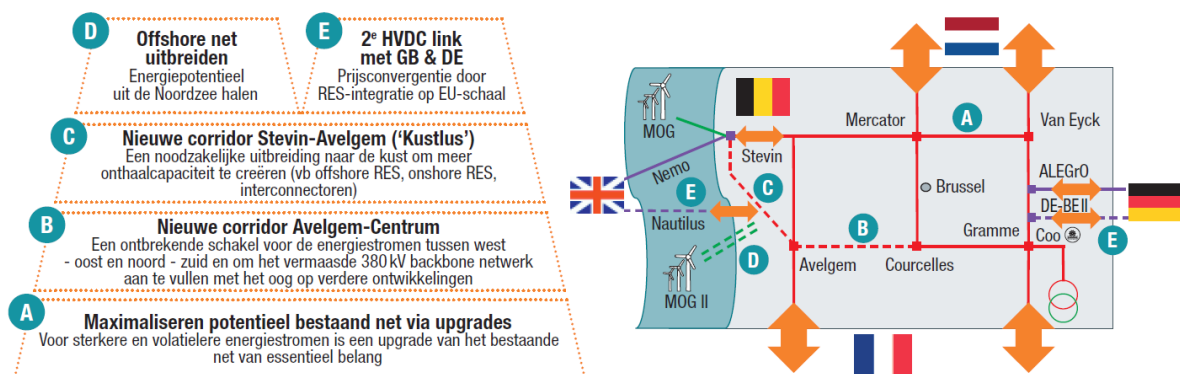 D
Offshore net
uitbreiden
Energiepotentieel
uit de Noordzee halen
E
2e HVDC link
met GB & DE
Prijsconvergentie door
RES-integratie op EU-schaal
C
Nieuwe corridor Stevin-Avelgem (‘Kustlus’)
Een noodzakelijke uitbreiding naar de kust om meer
onthaalcapaciteit te creëren (vb offshore RES, onshore RES,
interconnectoren)
B
Nieuwe corridor Avelgem-Centrum
Een ontbrekende schakel voor de energiestromen tussen west
- oost en noord - zuid en om het vermaasde 380 kV backbone netwerk
aan te vullen met het oog op verdere ontwikkelingen
A
Maximaliseren potentieel bestaand net via upgrades
Voor sterkere en volatielere energiestromen is een upgrade van het bestaande
net van essentieel belang
MOG
Mercator
A
Van Eyck
Stevin
Nemo
C
Brussel
ALEGrO
E
Nautilus
DE-BE II
B
Gramme
Coo
E
D
Avelgem
Courcelles
MOG II